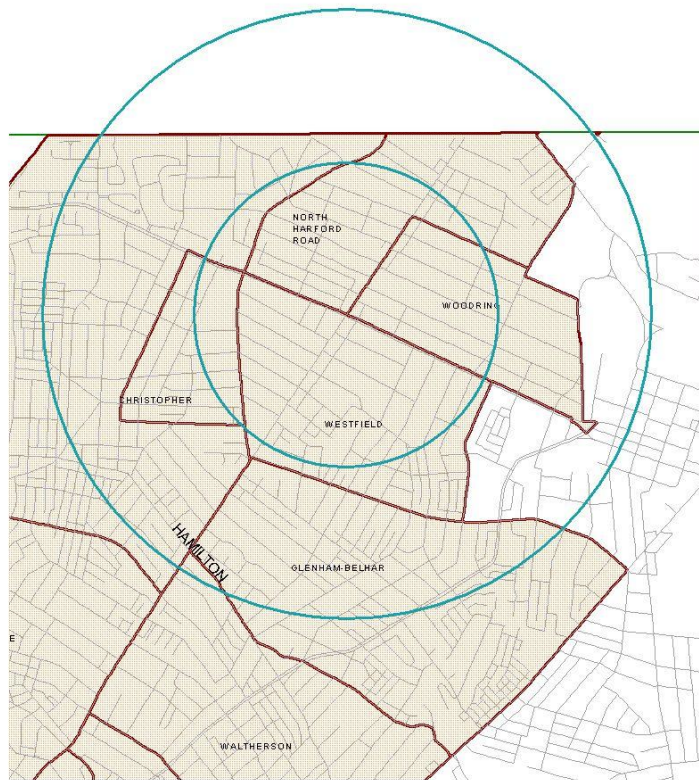 NORTH
HARFORD
ROAD
WOODRING
CHRISTOPHER
WESTFIELD
HAMILTON
GLENHAM-BELHAR
E
WALTHERSON